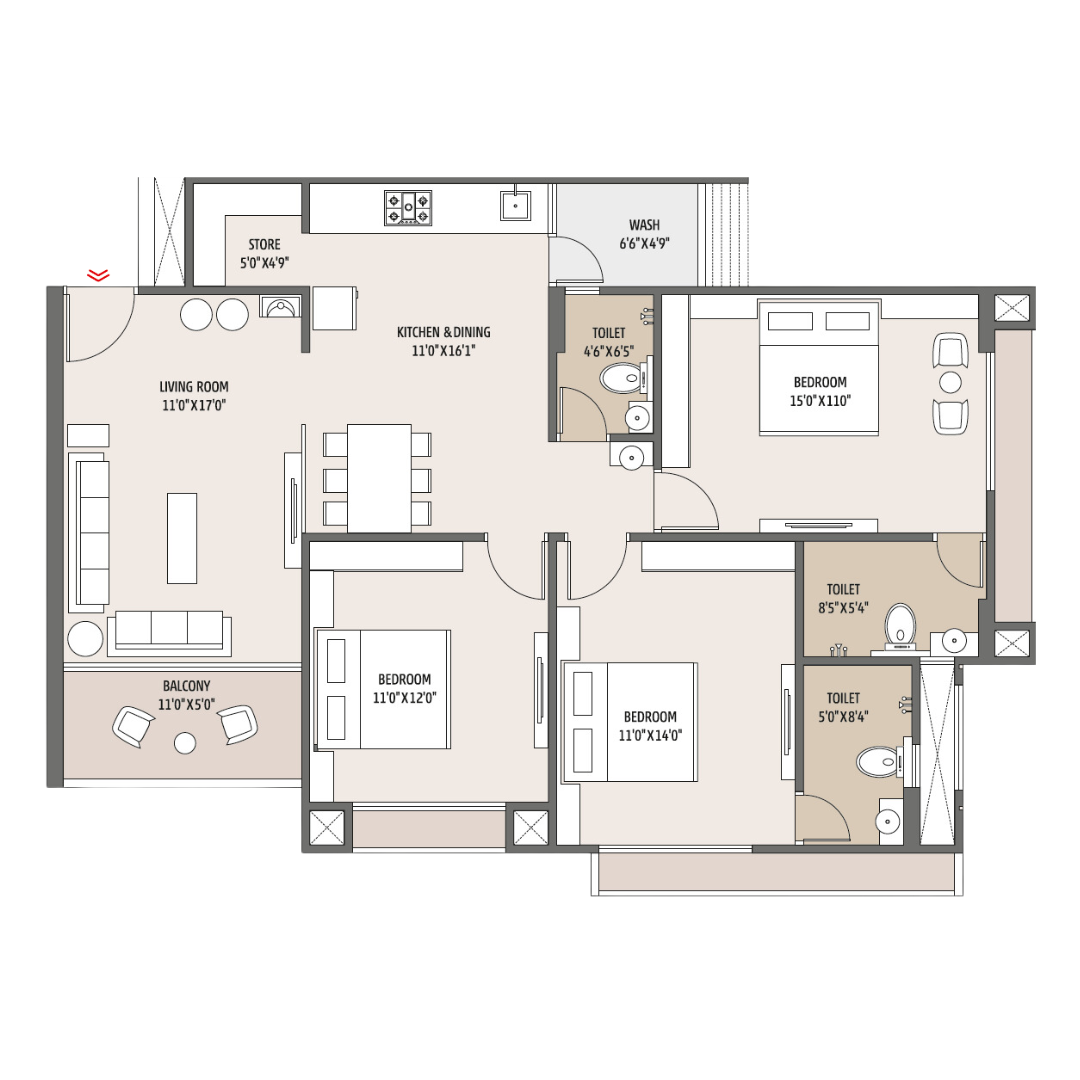 WASH
6'6"X4'9"
STORE
5'0"X4'9"
KITCHEN & DINING
11'0"X16'1"
TOILET
4'6"X6'5"
LIVING ROOM
11'0"X17'0"
BEDROOM
15'0"X110"
TOILET
8'5"X5'4"
BALCONY
11'0"X5'0"
BEDROOM
11'0"X12'0"
BEDROOM
11'0"X14'0"
TOILET
5'0"X8'4"